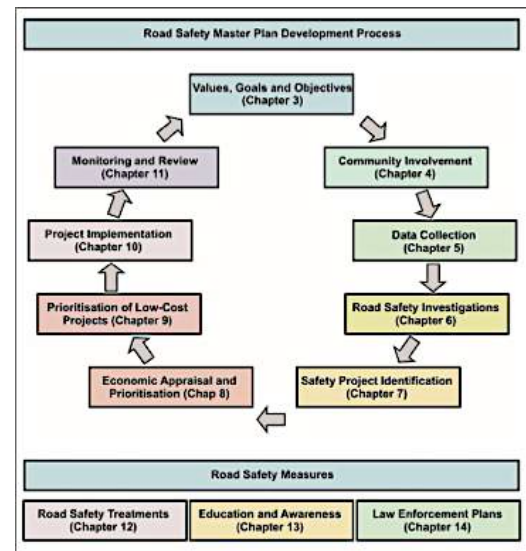 Road Safety Master Plan Development Process
Values, Goals and Objectives
(Chapter 3)
Monitoring and Review
(Chapter 11)
Community Involvement
(Chapter 4)
Project Implementation
(Chapter 10)
Data Collection
(Chapter 5)
Prioritisation of Low-Cost
Projects (Chapter 9)
Road Safety Investigations
(Chapter 6)
Economic Appraisal and
Prioritisation (Chap 8)
Safety Project Identification
(Chapter 7)
Road Safety Measures
Road Safety Treatments
(Chapter 12)
Education and Awareness
(Chapter 13)
Law Enforcement Plans
(Chapter 14)